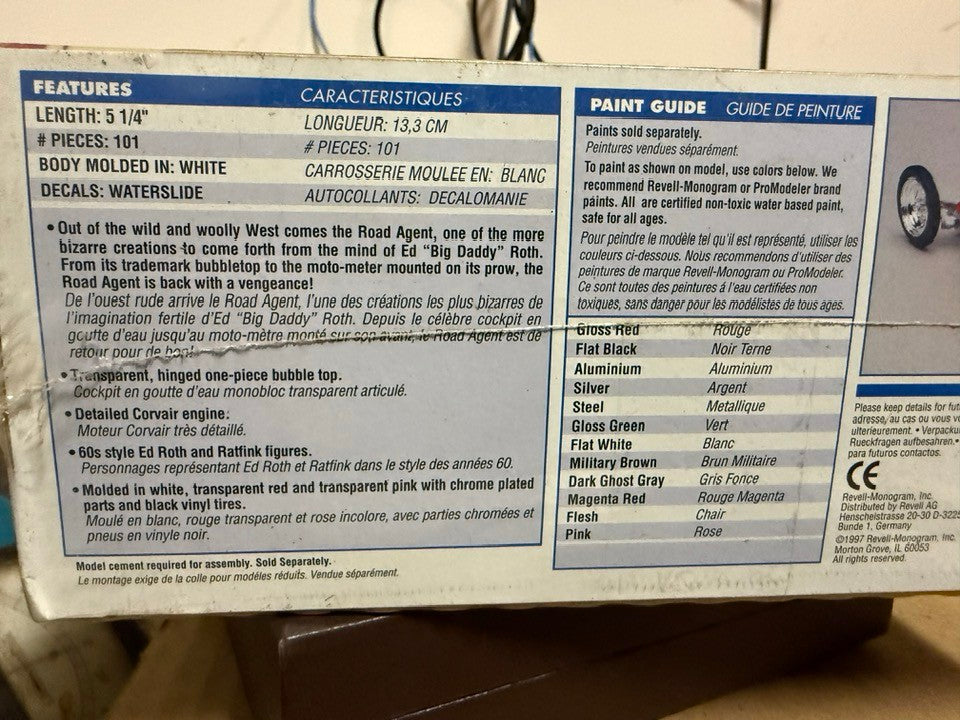 FEATURES CARACTERISTIQUES
LENGTH: 5 1/4" LONGUEUR: 13,3 CM
# PIECES: 101 # PIECES: 101
BODY MOLDED IN: WHITE CARROSSERIE MOULEE EN: BLANC
DECALS: WATERSLIDE AUTOCOLLANTS: DECALOMANIE
• Out of the wild and woolly West comes the Road Agent, one of the more
bizarre creations to come forth from the mind of Ed "Big Daddy" Roth.
From its trademark bubbletop to the moto-meter mounted on its prow, the
Road Agent is back with a vengeance!
De l'ouest rude arrive le Road Agent, l'une des créations les plus bizarres de
l'imagination fertile d'Ed "Big Daddy" Roth. Depuis le célèbre cockpit en
goutte d'eau jusqu'au moto-mètre monté sur son avant, le Road Agent est de
retour pour de bon!
• Transparent, hinged one-piece bubble top.
Cockpit en goutte d'eau monobloc transparent articulé.
• Detailed Corvair engine.
Moteur Corvair très détaillé.
• 60s style Ed Roth and Ratfink figures.
Personnages représentant Ed Roth et Ratfink dans le style des années 60.
• Molded in white, transparent red and transparent pink with chrome plated
parts and black vinyl tires.
Moulé en blanc, rouge transparent et rose incolore, avec parties chromées et
pneus en vinyle noir.
Model cement required for assembly. Sold Separately.
Le montage exige de la colle pour modèles réduits. Vendue séparément.
PAINT GUIDE GUIDE DE PEINTURE
Paints sold separately.
Peintures vendues séparément.
To paint as shown on model, use colors below. We
recommend Revell-Monogram or ProModeler brand
paints. All are certified non-toxic water based paint,
safe for all ages.
Pour peindre le modèle tel qu'il est représenté, utiliser les
couleurs ci-dessous. Nous recommendons d'utiliser des
peintures de marque Revell-Monogram ou ProModeler.
Ce sont toutes des peintures à l'eau certifiées non
toxiques, sans danger pour les modélistes de tous ages.
Gloss Red Rouge
Flat Black Noir Terne
Aluminium Aluminium
Silver Argent
Steel Metallique
Gloss Green Vert
Flat White Blanc
Military Brown Brun Militaire
Dark Ghost Gray Gris Fonce
Magenta Red Rouge Magenta
Flesh Chair
Pink Rose
Please keep details for
adresse, au cas ou vous
ulterieurement. •
Rueckfragen aufbesahren.•
para futuros contactos.
CE
Revell-Monogram, Inc.
Distributed by Revell AG
Henscheistrasse 20-30 D-3225
Bunde 1, Germany
©1997 Revell-Monogram, Inc.
Morton Grove, IL 60053
All rights reserved.